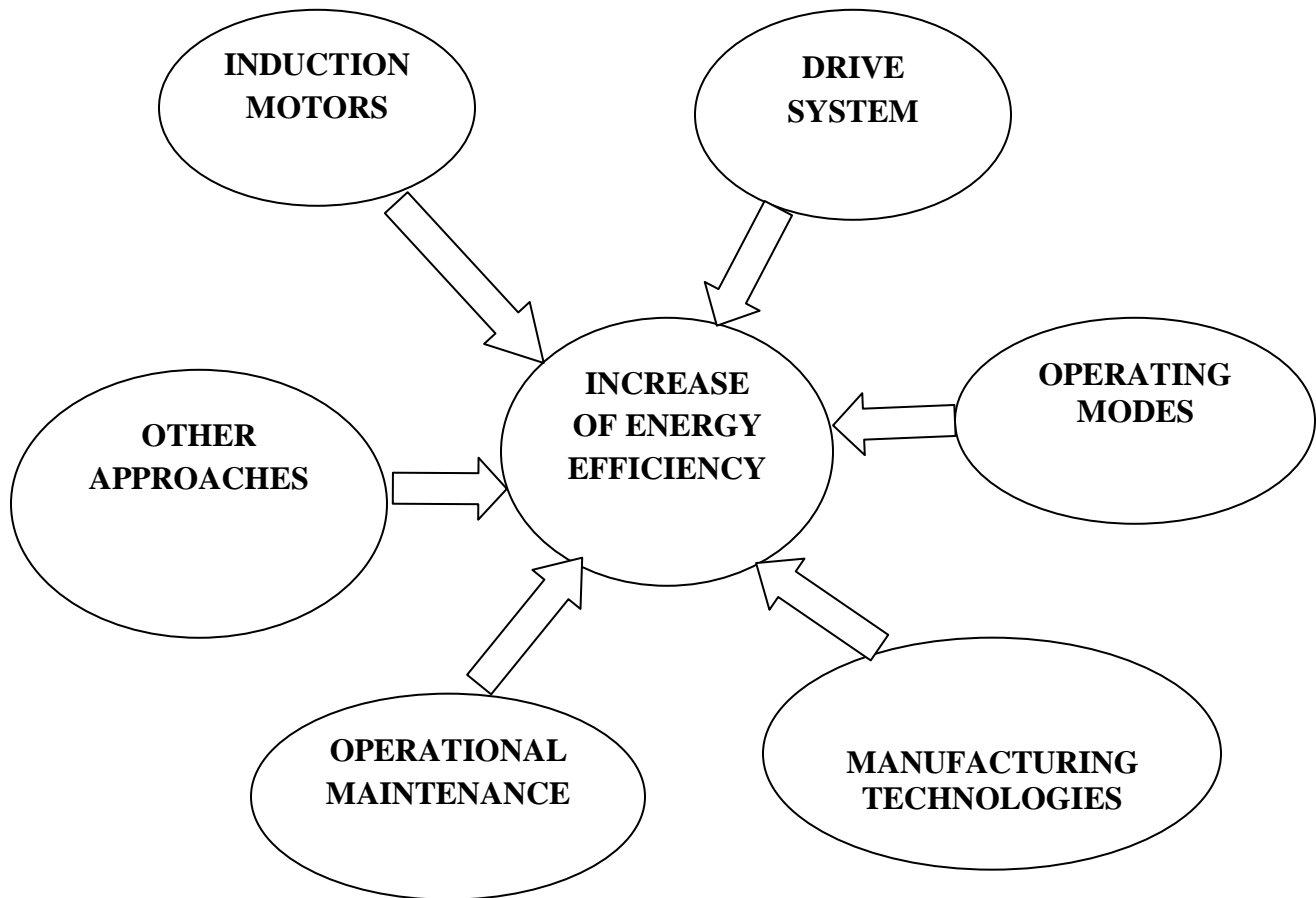 INDUCTION
MOTORS
DRIVE
SYSTEM
INCREASE
OF ENERGY
EFFICIENCY
OPERATING
MODES
OTHER
APPROACHES
OPERATIONAL
MAINTENANCE
MANUFACTURING
TECHNOLOGIES